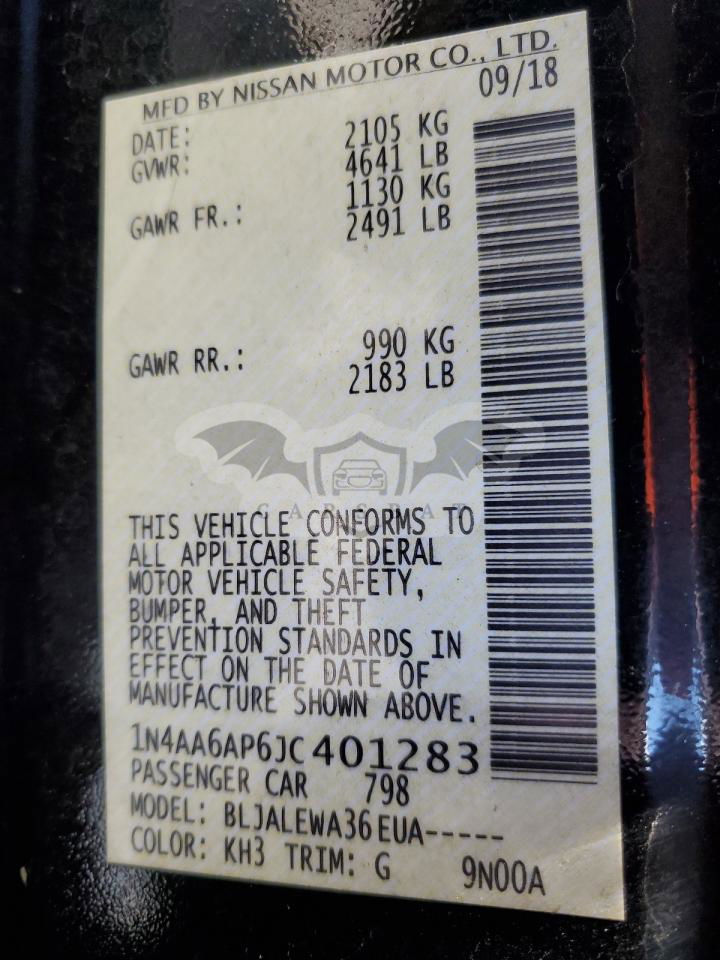 MFD BY NISSAN MOTOR CO., LTD.
DATE: 09/18
GVWR: 2105 KG
4641 LB
GAWR FR.: 1130 KG
2491 LB
GAWR RR.: 990 KG
2183 LB
THIS VEHICLE CONFORMS TO
ALL APPLICABLE FEDERAL
MOTOR VEHICLE SAFETY,
BUMPER, AND THEFT
PREVENTION STANDARDS IN
EFFECT ON THE DATE OF
MANUFACTURE SHOWN ABOVE.
1N4AA6AP6JC401283
PASSENGER CAR 798
MODEL: BLJALEWA36EUA-----
COLOR: KH3 TRIM: G 9N00A